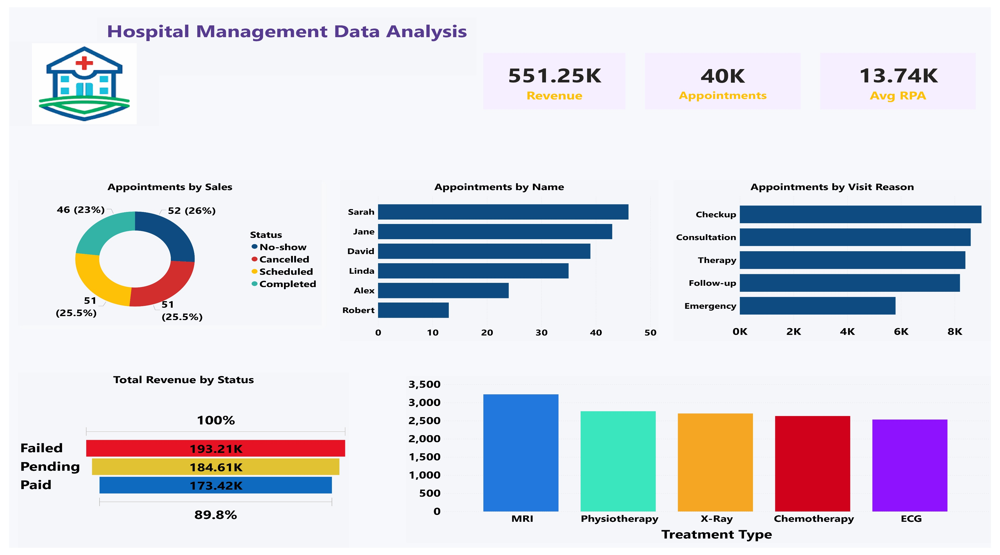 Hospital Management Data Analysis
551.25K
Revenue
40K
Appointments
13.74K
Avg RPA
Appointments by Sales
46 (23%)
52 (26%)
51
(25.5%)
51
(25.5%)
Status
No-show
Cancelled
Scheduled
Completed
Appointments by Name
Sarah
Jane
David
Linda
Alex
Robert
0 10 20 30 40 50
Appointments by Visit Reason
Checkup
Consultation
Therapy
Follow-up
Emergency
0K 2K 4K 6K 8K
Total Revenue by Status
100%
Failed 193.21K
Pending 184.61K
Paid 173.42K
89.8%
3,500
3,000
2,500
2,000
1,500
1,000
500
0
MRI Physiotherapy X-Ray Chemotherapy ECG
Treatment Type